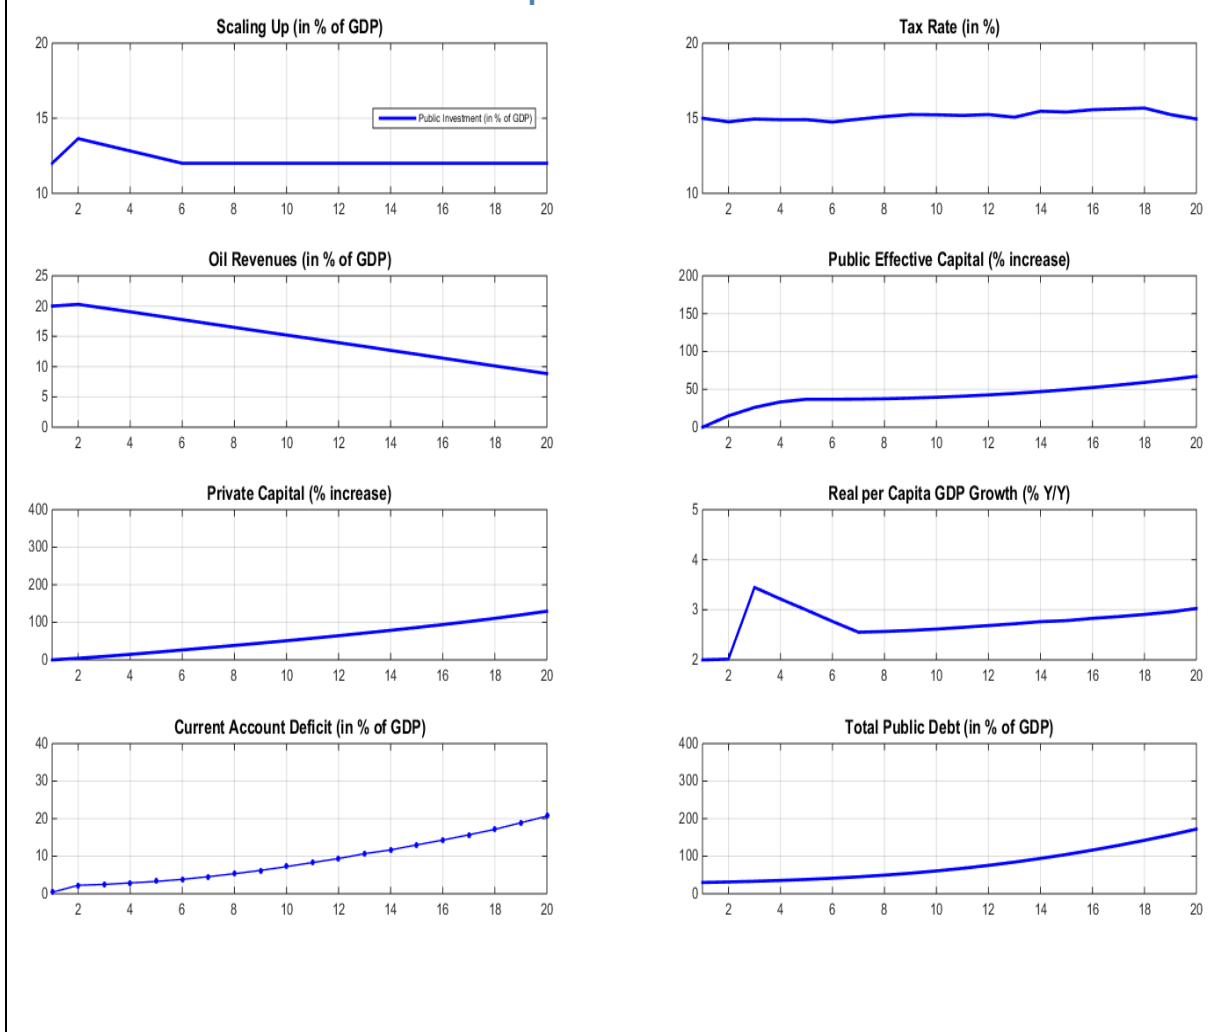 Scaling Up (in % of GDP)
20
15
10
Public Investment (in % of GDP)
2 4 6 8 10 12 14 16 18 20
Tax Rate (in %)
20
15
10
2 4 6 8 10 12 14 16 18 20
Oil Revenues (in % of GDP)
25
20
15
10
5
0
2 4 6 8 10 12 14 16 18 20
Public Effective Capital (% increase)
200
150
100
50
0
2 4 6 8 10 12 14 16 18 20
Private Capital (% increase)
400
300
200
100
0
2 4 6 8 10 12 14 16 18 20
Real per Capita GDP Growth (% Y/Y)
5
4
3
2
2 4 6 8 10 12 14 16 18 20
Current Account Deficit (in % of GDP)
40
30
20
10
0
2 4 6 8 10 12 14 16 18 20
Total Public Debt (in % of GDP)
400
300
200
100
0
2 4 6 8 10 12 14 16 18 20